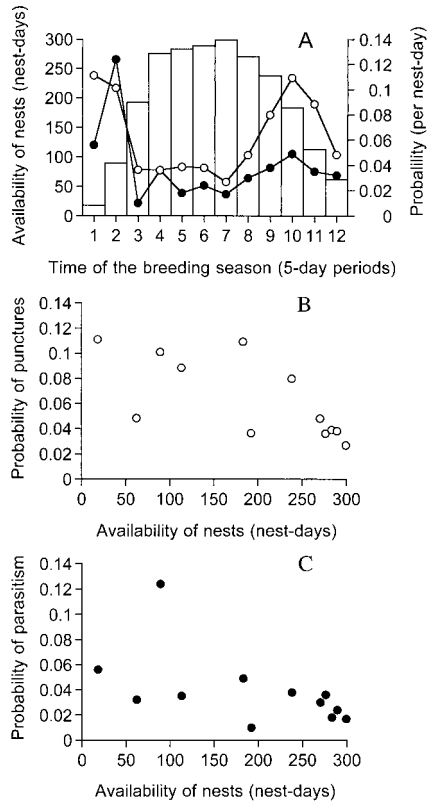 A
300
250
200
150
100
50
0
0.14
0.12
0.1
0.08
0.06
0.04
0.02
0
Availability of nests (nest-days)
Probalility (per nest-day)
1 2 3 4 5 6 7 8 9 10 11 12
Time of the breeding season (5-day periods)
B
0.14
0.12
0.1
0.08
0.06
0.04
0.02
0
Probability of punctures
0 50 100 150 200 250 300
Availability of nests (nest-days)
C
0.14
0.12
0.1
0.08
0.06
0.04
0.02
0
Probability of parasitism
0 50 100 150 200 250 300
Availability of nests (nest-days)